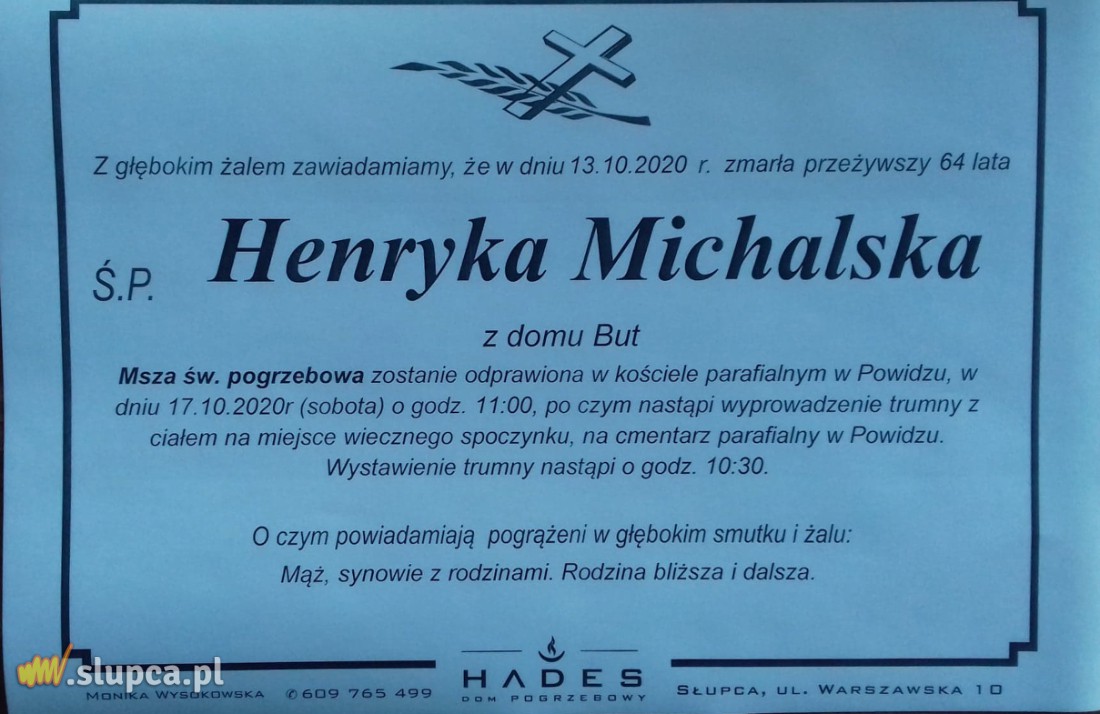 Z głębokim żalem zawiadamiamy, że w dniu 13.10.2020 r. zmarła przeżywszy 64 lata
Ś.P. Henryka Michalska
z domu But
Msza św. pogrzebowa zostanie odprawiona w kościele parafialnym w Powidzu, w
dniu 17.10.2020r (sobota) o godz. 11:00, po czym nastąpi wyprowadzenie trumny z
ciałem na miejsce wiecznego spoczynku, na cmentarz parafialny w Powidzu.
Wystawienie trumny nastąpi o godz. 10:30.
O czym powiadamiają pogrążeni w głębokim smutku i żalu:
Mąż, synowie z rodzinami. Rodzina bliższa i dalsza.
www.slupca.pl
Monika Wysokowska ✆609 765 499
HADES
DOM POGRZEBOWY
Słupca, ul. Warszawska 10